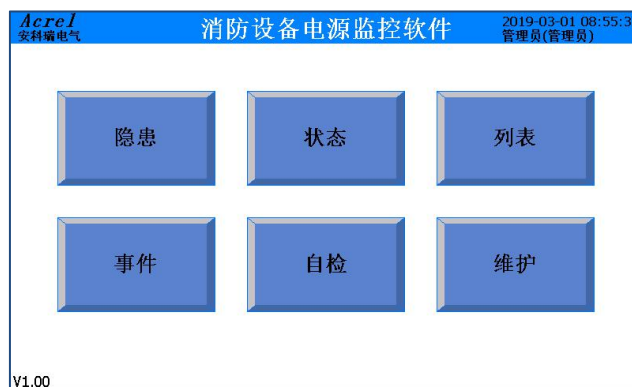 Acrel
安科瑞电气
消防设备电源监控软件
2019-03-01 08:55:3
管理员(管理员)
隐患
状态
列表
事件
自检
维护
V1.00